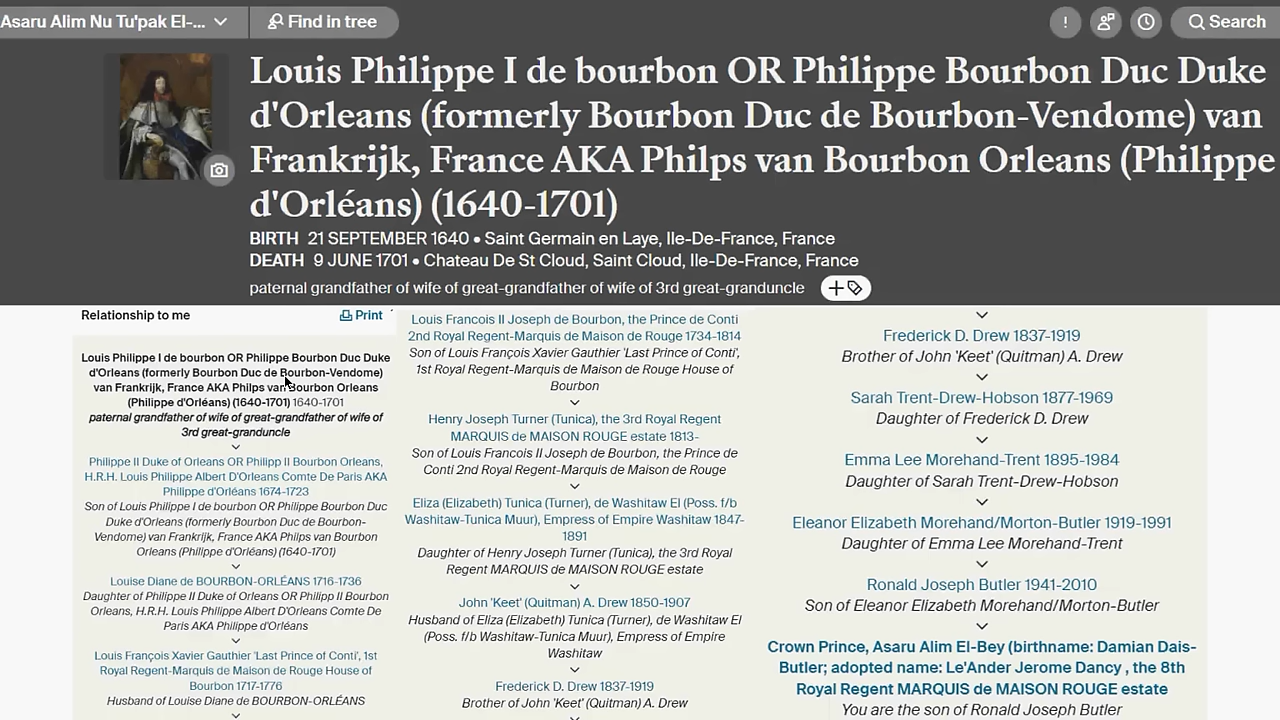 Asaru Alim Nu Tu'pak El-...
Find in tree
!
Search
Louis Philippe I de bourbon OR Philippe Bourbon Duc Duke
d'Orleans (formerly Bourbon Duc de Bourbon-Vendome) van
Frankrijk, France AKA Philps van Bourbon Orleans (Philippe
d'Orléans) (1640-1701)
BIRTH 21 SEPTEMBER 1640 • Saint Germain en Laye, Ile-De-France, France
DEATH 9 JUNE 1701 • Chateau De St Cloud, Saint Cloud, Ile-De-France, France
paternal grandfather of wife of great-grandfather of wife of 3rd great-granduncle
Relationship to me
Print
Louis Philippe I de bourbon OR Philippe Bourbon Duc Duke
d'Orleans (formerly Bourbon Duc de Bourbon-Vendome)
van Frankrijk, France AKA Philps van Bourbon Orleans
(Philippe d'Orléans) (1640-1701) 1640-1701
paternal grandfather of wife of great-grandfather of wife of
3rd great-granduncle
Philippe II Duke of Orleans OR Philipp II Bourbon Orleans,
H.R.H. Louis Philippe Albert D'Orleans Comte De Paris AKA
Philippe d'Orléans 1674-1723
Son of Louis Philippe I de bourbon OR Philippe Bourbon Duc
Duke d'Orleans (formerly Bourbon Duc de Bourbon-
Vendome) van Frankrijk, France AKA Philps van Bourbon
Orleans (Philippe d'Orléans) (1640-1701)
Louise Diane de BOURBON-ORLÉANS 1716-1736
Daughter of Philippe II Duke of Orleans OR Philipp II Bourbon
Orleans, H.R.H. Louis Philippe Albert D'Orleans Comte De
Paris AKA Philippe d'Orléans
Louis François Xavier Gauthier 'Last Prince of Conti', 1st
Royal Regent-Marquis de Maison de Rouge House of
Bourbon 1717-1776
Husband of Louise Diane de BOURBON-ORLÉANS
Louis Francois II Joseph de Bourbon, the Prince de Conti
2nd Royal Regent-Marquis de Maison de Rouge 1734-1814
Son of Louis François Xavier Gauthier 'Last Prince of Conti',
1st Royal Regent-Marquis de Maison de Rouge House of
Bourbon
Henry Joseph Turner (Tunica), the 3rd Royal Regent
MARQUIS de MAISON ROUGE estate 1813-
Son of Louis Francois II Joseph de Bourbon, the Prince de
Conti 2nd Royal Regent-Marquis de Maison de Rouge
Eliza (Elizabeth) Tunica (Turner), de Washitaw El (Poss. f/b
Washitaw-Tunica Muur), Empress of Empire Washitaw 1847-
1891
Daughter of Henry Joseph Turner (Tunica), the 3rd Royal
Regent MARQUIS de MAISON ROUGE estate
John 'Keet' (Quitman) A. Drew 1850-1907
Husband of Eliza (Elizabeth) Tunica (Turner), de Washitaw El
(Poss. f/b Washitaw-Tunica Muur), Empress of Empire
Washitaw
Frederick D. Drew 1837-1919
Brother of John 'Keet' (Quitman) A. Drew
Frederick D. Drew 1837-1919
Brother of John 'Keet' (Quitman) A. Drew
Sarah Trent-Drew-Hobson 1877-1969
Daughter of Frederick D. Drew
Emma Lee Morehand-Trent 1895-1984
Daughter of Sarah Trent-Drew-Hobson
Eleanor Elizabeth Morehand/Morton-Butler 1919-1991
Daughter of Emma Lee Morehand-Trent
Ronald Joseph Butler 1941-2010
Son of Eleanor Elizabeth Morehand/Morton-Butler
Crown Prince, Asaru Alim El-Bey (birthname: Damian Dais-
Butler; adopted name: Le'Ander Jerome Dancy , the 8th
Royal Regent MARQUIS de MAISON ROUGE estate
You are the son of Ronald Joseph Butler